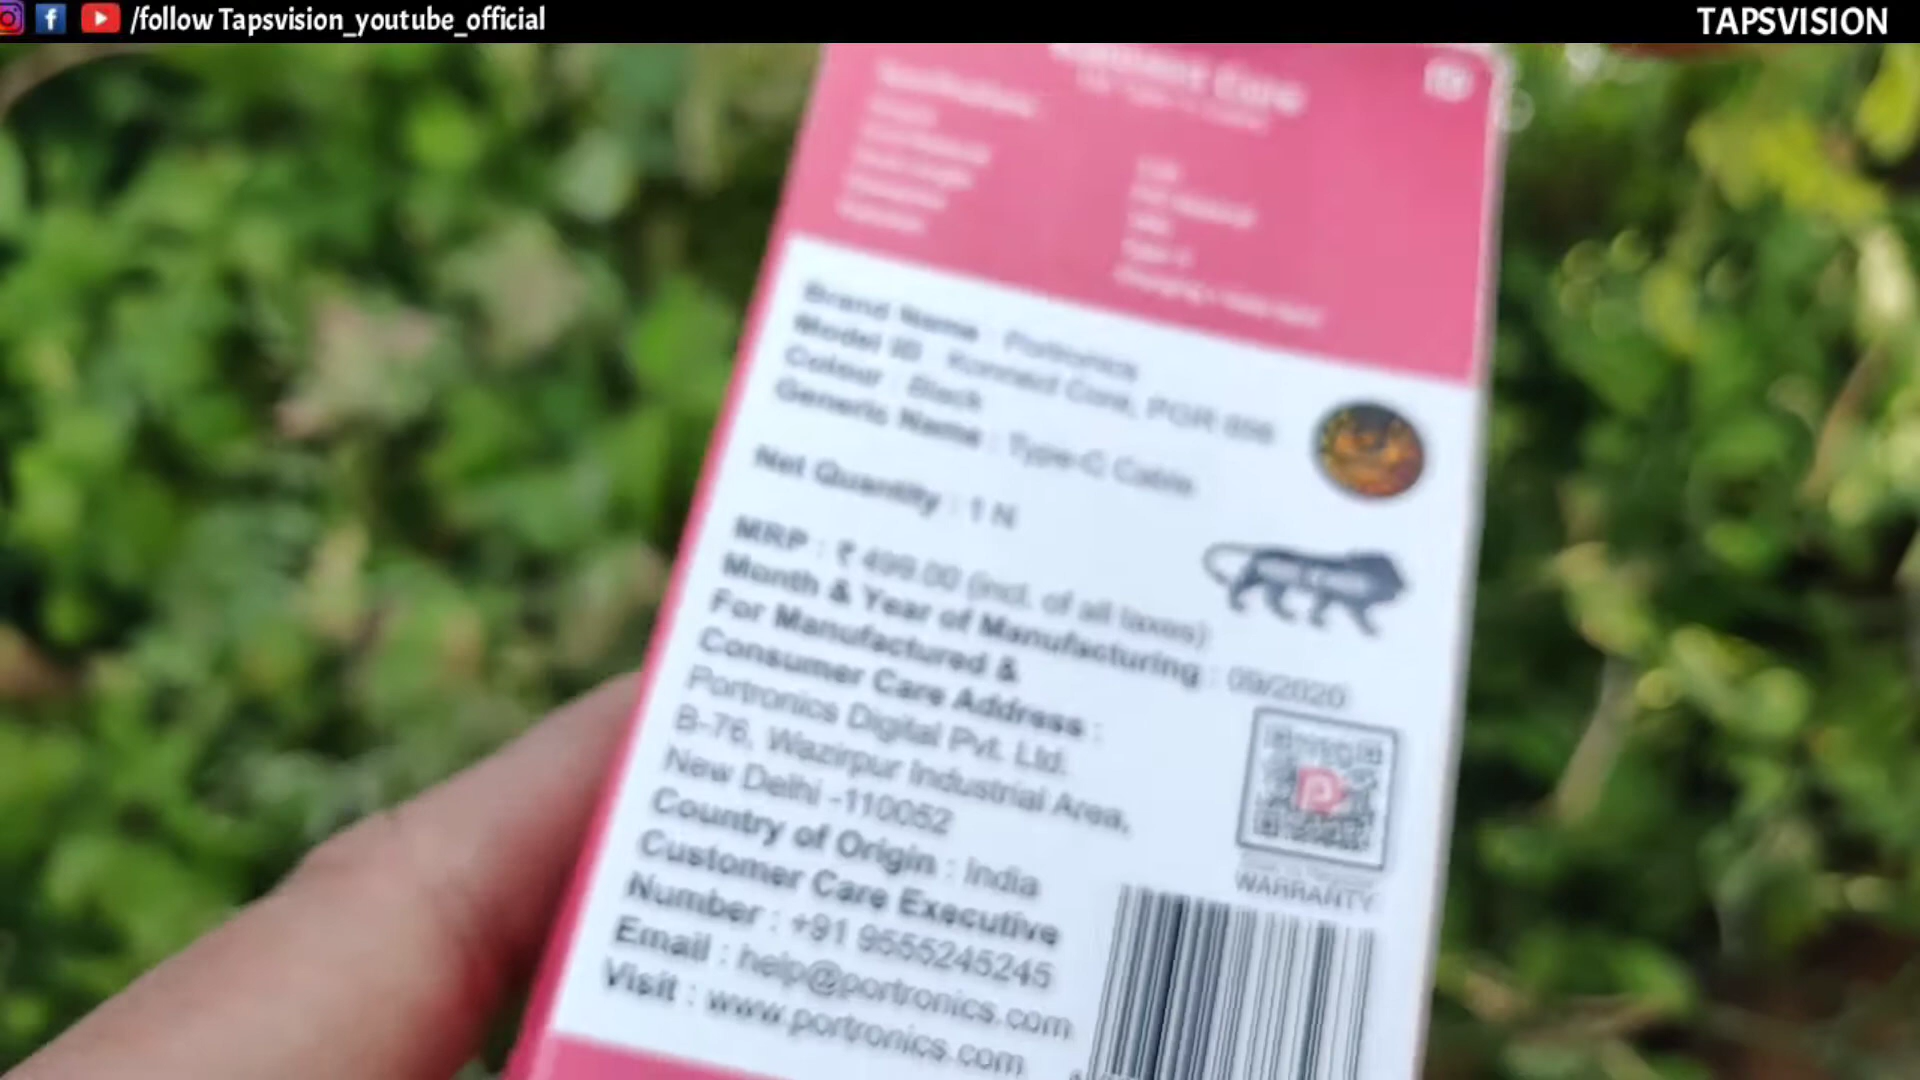 /follow Tapsvision_youtube_official
TAPSVISION
Core
Specifications
Type-C
Brand Name : Portronics
Model ID : Konnect Core, POR
Colour : Black
Generic Name : Type-C Cable
Net Quantity : 1 N
MRP : ₹ 499.00 (incl. of all taxes)
Month & Year of Manufacturing : 09/2020
For Manufactured &
Consumer Care Address :
Portronics Digital Pvt. Ltd.
B-76, Wazirpur Industrial Area,
New Delhi -110052
Country of Origin : India
Customer Care Executive
Number : +91 9555245245
Email : help@portronics.com
Visit : www.portronics.com
WARRANTY